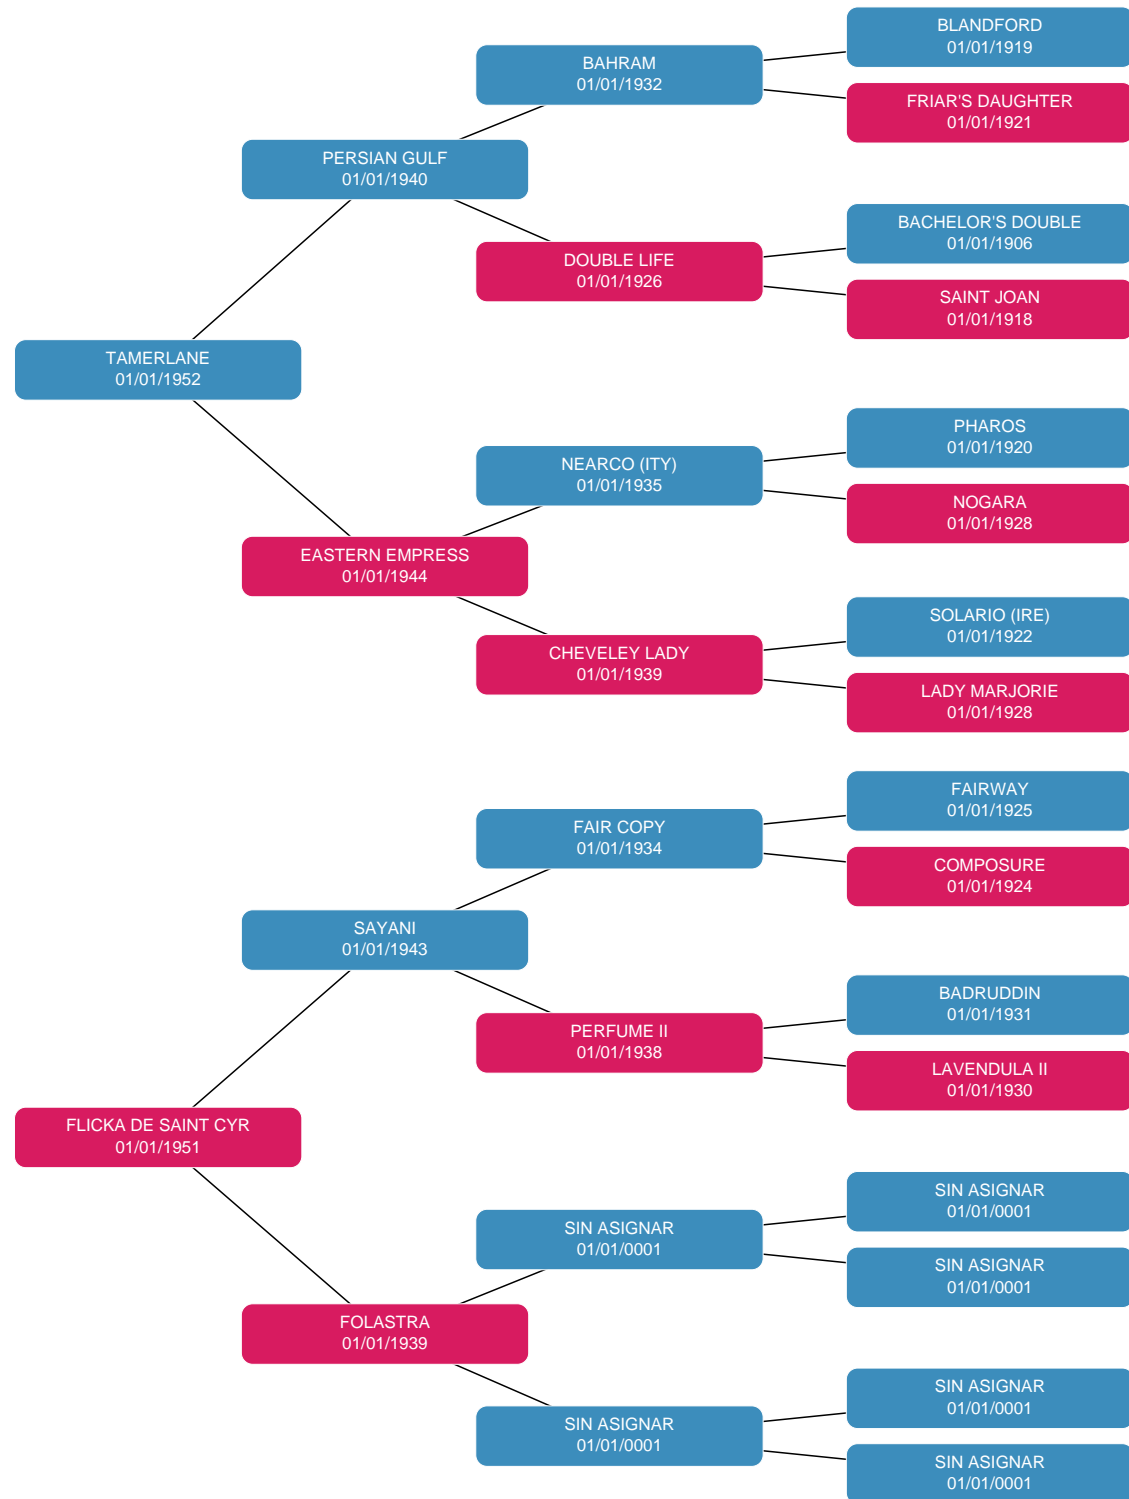 BLANDFORD
01/01/1919
BAHRAM
01/01/1932
FRIAR'S DAUGHTER
01/01/1921
PERSIAN GULF
01/01/1940
BACHELOR'S DOUBLE
01/01/1906
DOUBLE LIFE
01/01/1926
SAINT JOAN
01/01/1918
TAMERLANE
01/01/1952
PHAROS
01/01/1920
NEARCO (ITY)
01/01/1935
NOGARA
01/01/1928
EASTERN EMPRESS
01/01/1944
SOLARIO (IRE)
01/01/1922
CHEVELEY LADY
01/01/1939
LADY MARJORIE
01/01/1928
FAIRWAY
01/01/1925
FAIR COPY
01/01/1934
COMPOSURE
01/01/1924
SAYANI
01/01/1943
BADRUDDIN
01/01/1931
PERFUME II
01/01/1938
LAVENDULA II
01/01/1930
FLICKA DE SAINT CYR
01/01/1951
SIN ASIGNAR
01/01/0001
SIN ASIGNAR
01/01/0001
SIN ASIGNAR
01/01/0001
FOLASTRA
01/01/1939
SIN ASIGNAR
01/01/0001
SIN ASIGNAR
01/01/0001
SIN ASIGNAR
01/01/0001